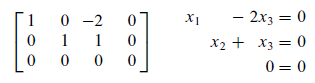 1 0 −2 0 x₁ − 2x₃ = 0
0 1 1 0 x₂ + x₃ = 0
0 0 0 0 0 = 0